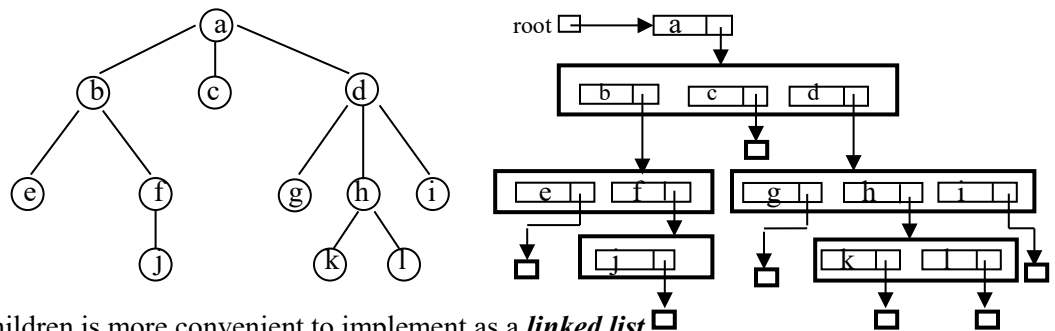 a
b c d
e f g h i
j k l
root a
b c d
e f g h i
j k l
hildren is more convenient to implement as a linked list